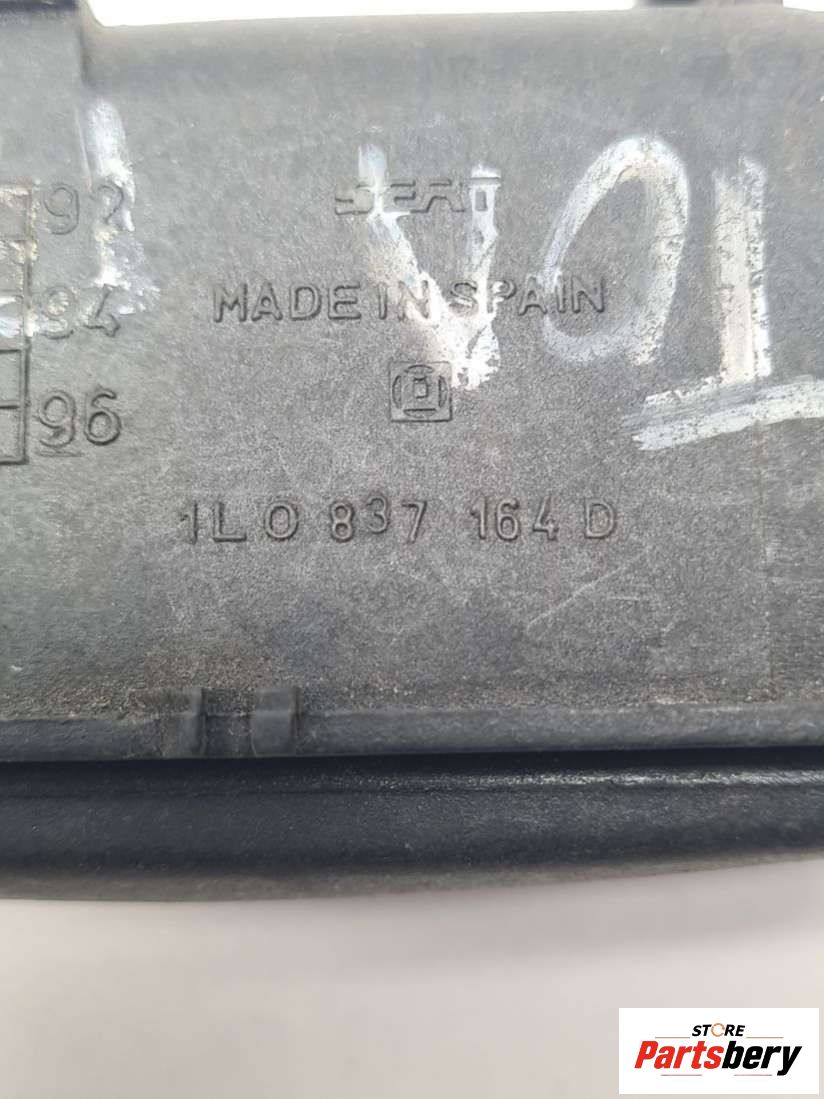 SEAT
92
MADE IN SPAIN
94
96
1L0 837 164 D
STORE
Partsbery